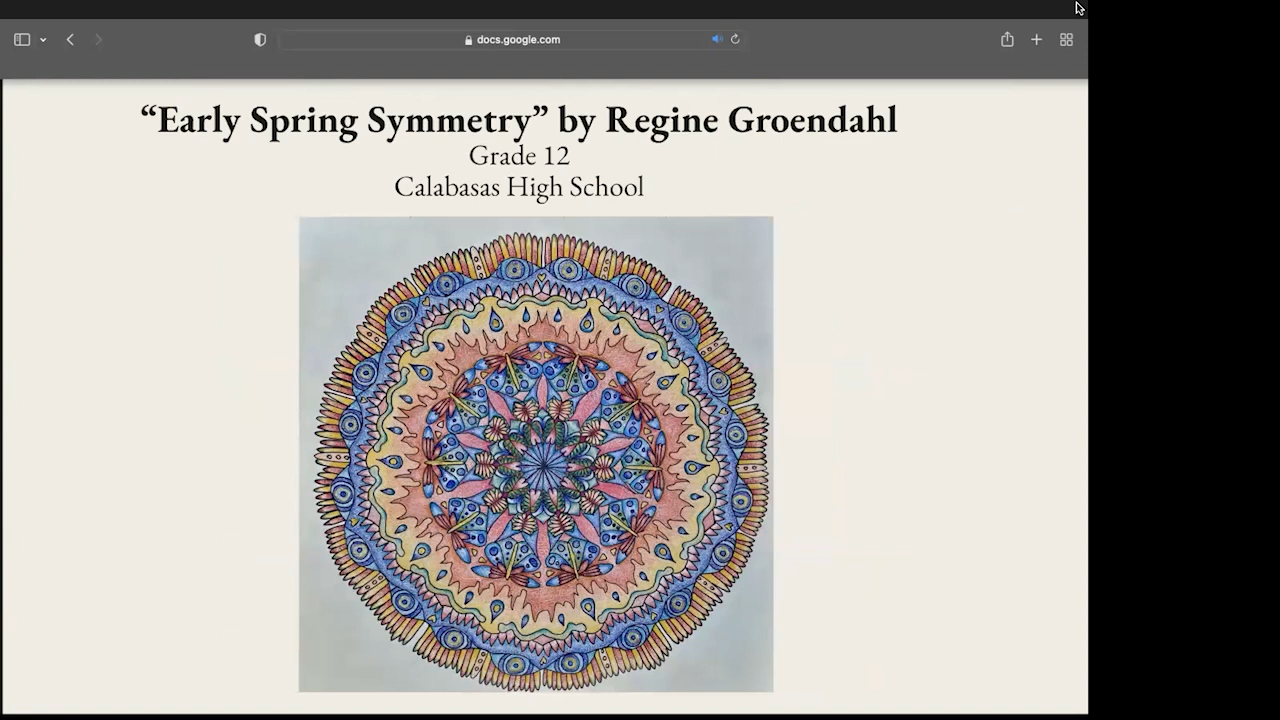 docs.google.com
“Early Spring Symmetry” by Regine Groendahl
Grade 12
Calabasas High School